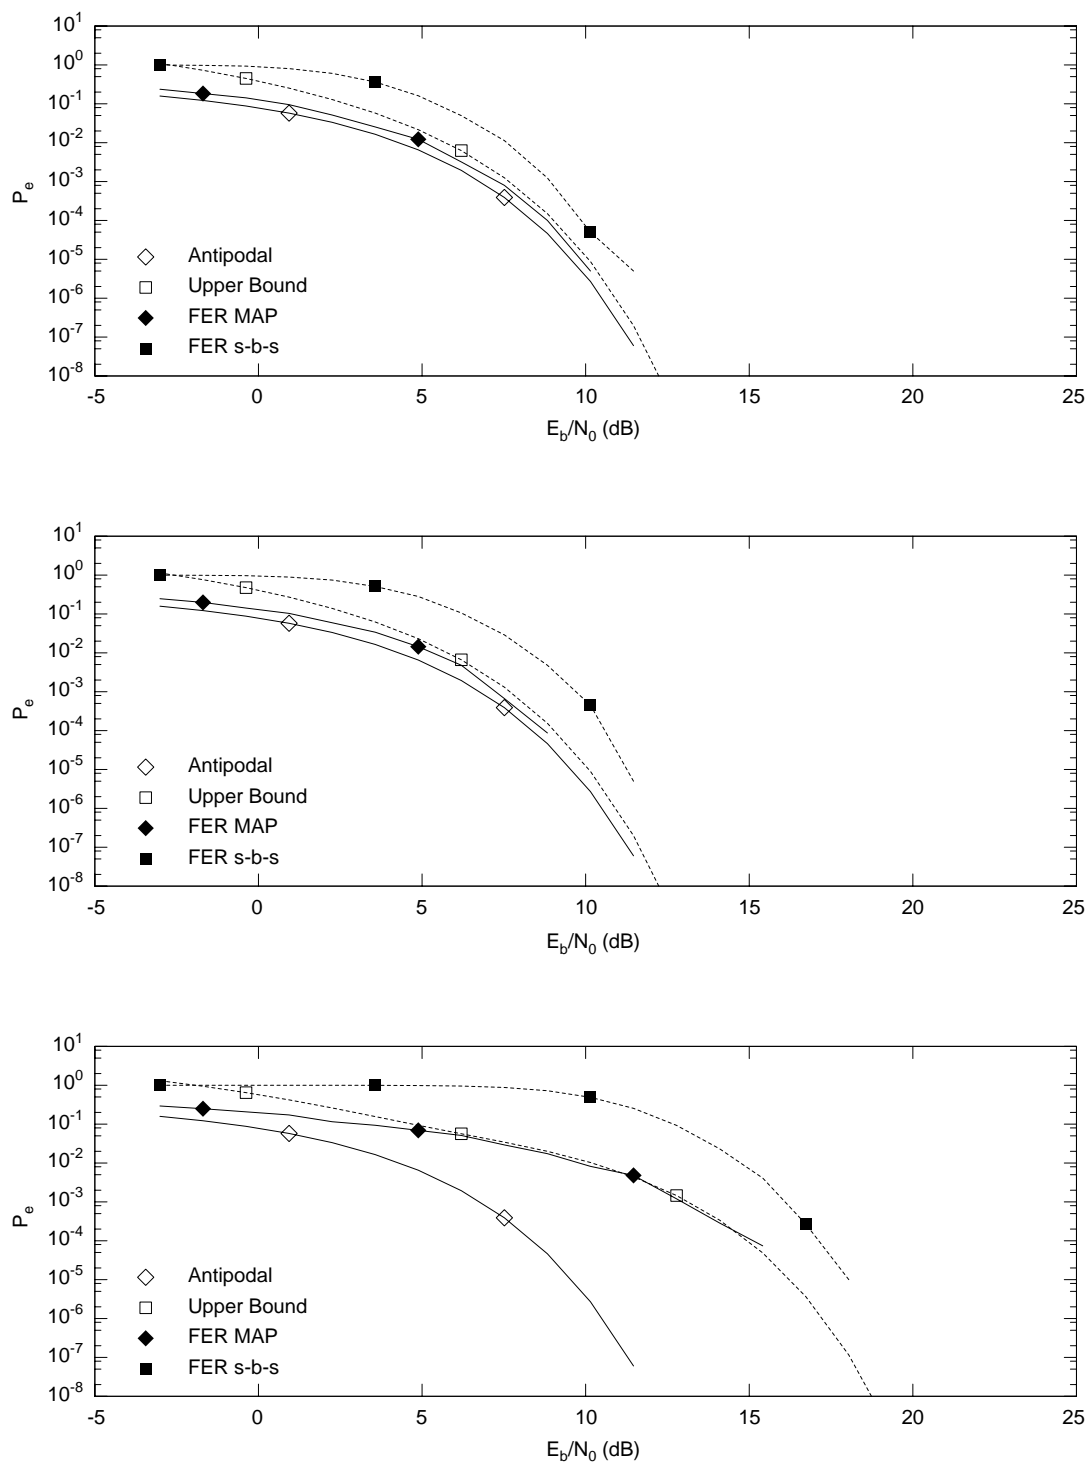 10^1
10^0
10^-1
10^-2
10^-3
10^-4
10^-5
10^-6
10^-7
10^-8
P_e
Antipodal
Upper Bound
FER MAP
FER s-b-s
-5 0 5 10 15 20 25
E_b/N_0 (dB)
10^1
10^0
10^-1
10^-2
10^-3
10^-4
10^-5
10^-6
10^-7
10^-8
P_e
Antipodal
Upper Bound
FER MAP
FER s-b-s
-5 0 5 10 15 20 25
E_b/N_0 (dB)
10^1
10^0
10^-1
10^-2
10^-3
10^-4
10^-5
10^-6
10^-7
10^-8
P_e
Antipodal
Upper Bound
FER MAP
FER s-b-s
-5 0 5 10 15 20 25
E_b/N_0 (dB)